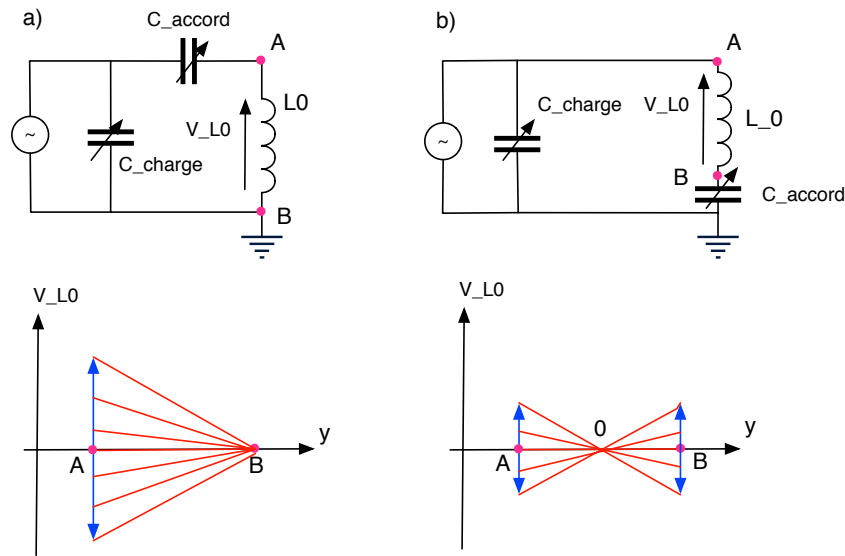 a)
C_accord
A
L0
V_L0
C_charge
~
B
b)
A
C_charge
V_L0
L_0
~
B
C_accord
V_L0
y
A
B
V_L0
0
y
A
B